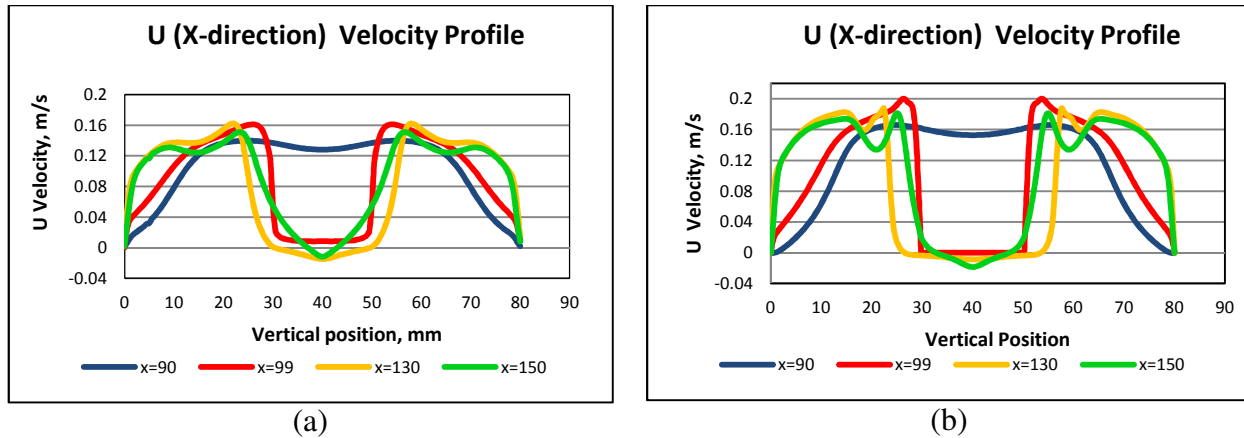 U (X-direction) Velocity Profile
U Velocity, m/s
0.2
0.16
0.12
0.08
0.04
0
-0.04
0 10 20 30 40 50 60 70 80 90
Vertical position, mm
x=90 x=99 x=130 x=150
(a)
U (X-direction) Velocity Profile
U Velocity, m/s
0.2
0.16
0.12
0.08
0.04
0
-0.04
0 10 20 30 40 50 60 70 80 90
Vertical Position
x=90 x=99 x=130 x=150
(b)